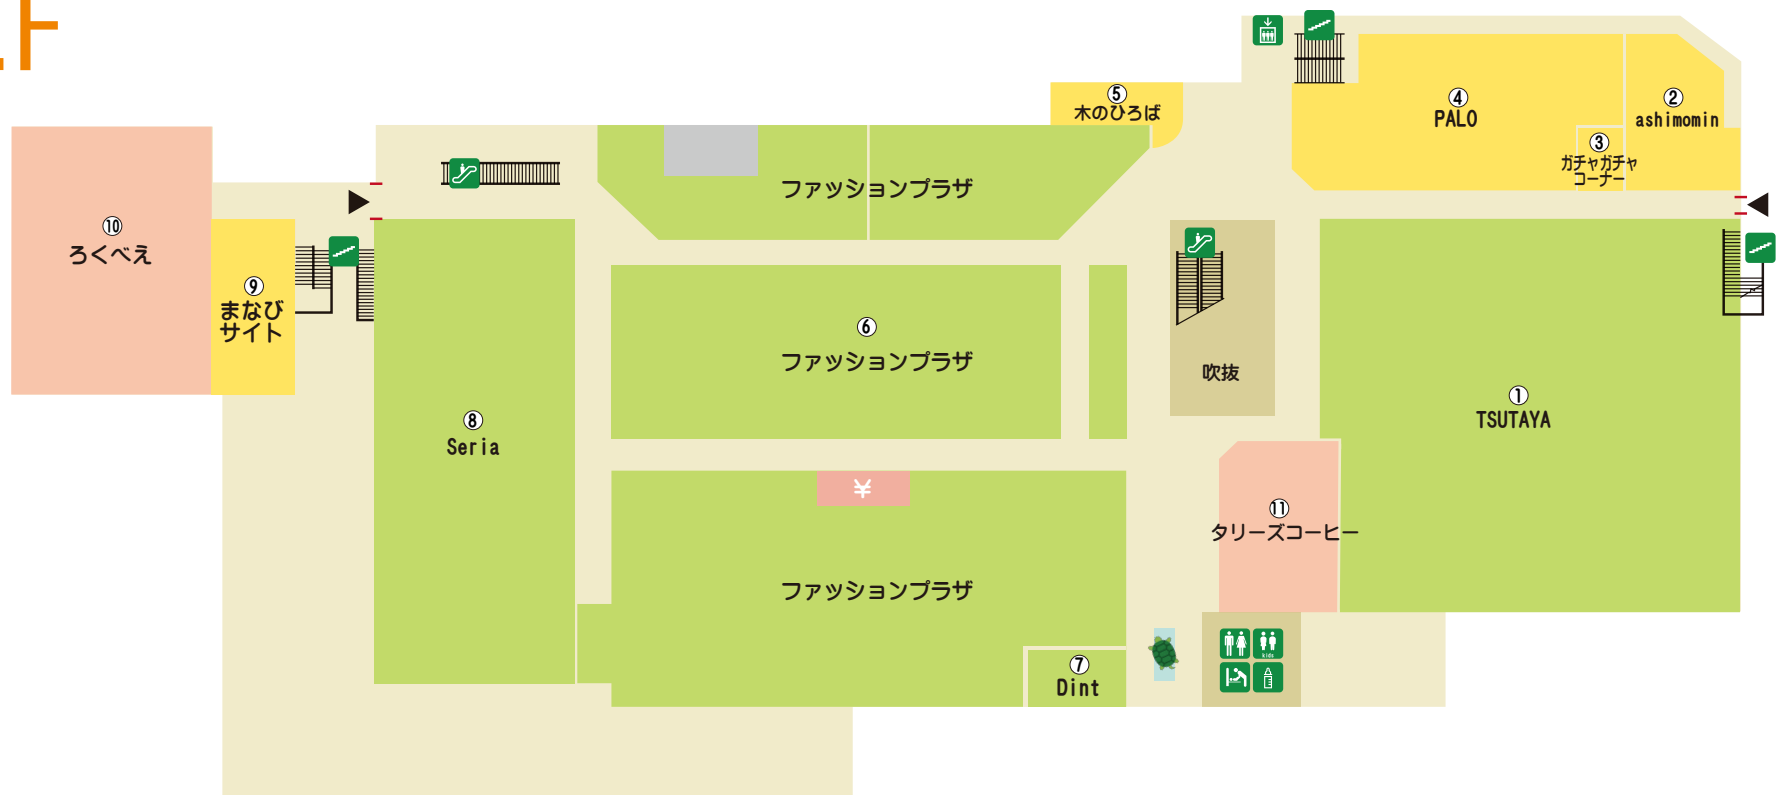 ⑤
木のひろば
④
PALO
②
ashimomin
③
ガチャガチャ
コーナー
ファッションプラザ
⑩
ろくべえ
⑨
まなび
サイト
⑥
ファッションプラザ
吹抜
①
TSUTAYA
⑧
Seria
¥
⑪
タリーズコーヒー
ファッションプラザ
kids
⑦
Dint